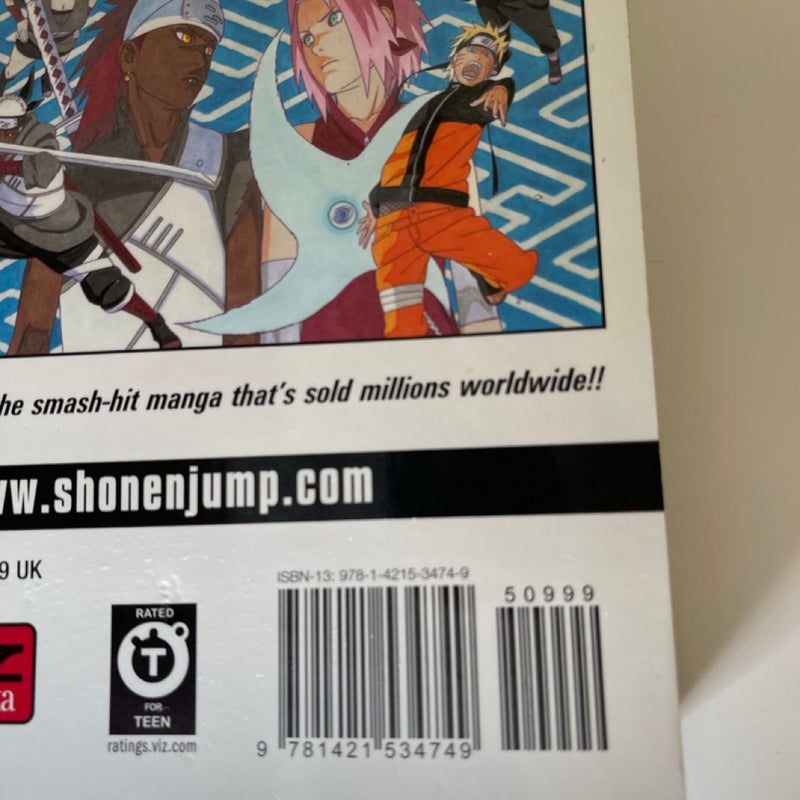 he smash-hit manga that's sold millions worldwide!!
ww.shonenjump.com
9 UK
ISBN-13: 978-1-4215-3474-9
50999
RATED
T
FOR
TEEN
ratings.viz.com
9 781421 534749